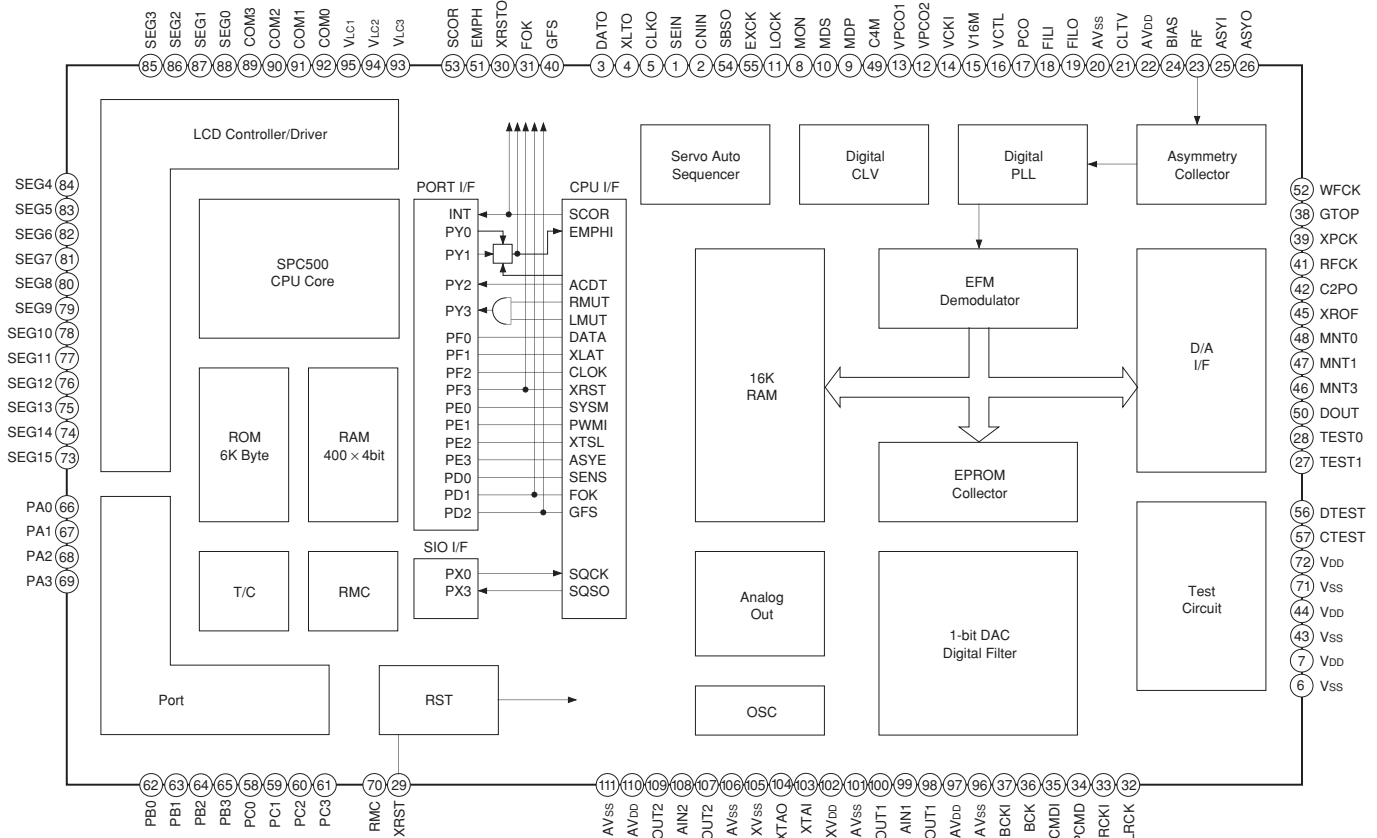 SEG3 SEG2 SEG1 SEG0 COM3 COM2 COM1 COM0 VLC1 VLC2 VLC3 SCOR EMPH XRSTO FOK GFS DATO XLTO CLKO SEIN CNIN SBSO EXCK LOCK MON MDS MDP C4M VPCO1 VPCO2 VCKI V16M VCTL PCO FILI FILO AVSS CLTV AVDD BIAS RF ASYI ASYO
85 86 87 88 89 90 91 92 95 94 93 53 51 30 31 40 3 4 5 1 2 54 55 11 8 10 9 49 13 12 14 15 16 17 18 19 20 21 22 24 23 25 26
LCD Controller/Driver
Servo Auto
Sequencer
Digital
CLV
Digital
PLL
Asymmetry
Collector
SEG4 84
SEG5 83
SEG6 82
SEG7 81
SEG8 80
SEG9 79
SEG10 78
SEG11 77
SEG12 76
SEG13 75
SEG14 74
SEG15 73
PA0 66
PA1 67
PA2 68
PA3 69
SPC500
CPU Core
ROM
6K Byte
RAM
400 × 4bit
T/C
RMC
Port
RST
PORT I/F
INT
PY0
PY1
PY2
PY3
PF0
PF1
PF2
PF3
PE0
PE1
PE2
PE3
PD0
PD1
PD2
SIO I/F
PX0
PX3
CPU I/F
SCOR
EMPHI
ACDT
RMUT
LMUT
DATA
XLAT
CLOK
XRST
SYSM
PWMI
XTSL
ASYE
SENS
FOK
GFS
SQCK
SQSO
16K
RAM
EFM
Demodulator
EPROM
Collector
D/A
I/F
Analog
Out
OSC
1-bit DAC
Digital Filter
Test
Circuit
52 WFCK
38 GTOP
39 XPCK
41 RFCK
42 C2PO
45 XROF
48 MNT0
47 MNT1
46 MNT3
50 DOUT
28 TEST0
27 TEST1
56 DTEST
57 CTEST
72 VDD
71 VSS
44 VDD
43 VSS
7 VDD
6 VSS
62 63 64 65 58 59 60 61 70 29 111 110 109 108 107 106 105 104 103 102 101 100 99 98 97 96 37 36 35 34 33 32
PB0 PB1 PB2 PB3 PC0 PC1 PC2 PC3 RMC XRST AVSS AVDD OUT2 AIN2 OUT2 AVSS XVSS XTAO XTAI XVDD AVSS OUT1 AIN1 OUT1 AVDD AVSS BCKI BCK CMDI PCMD RCKI LRCK